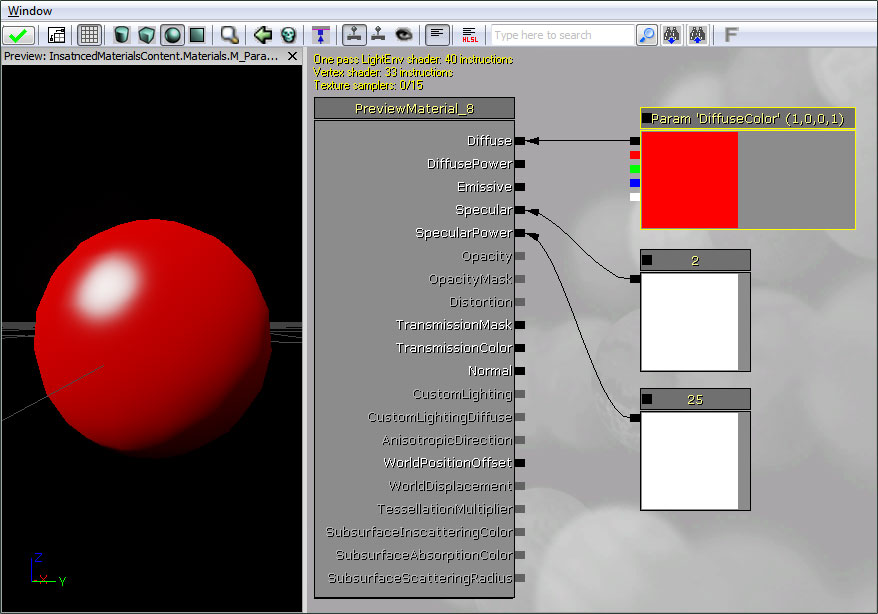 Window
HLSL
Type here to search
F
Preview: InsatncedMaterialsContent.Materials.M_Para...
One pass LightEnv shader: 40 instructions
Vertex shader: 38 instructions
Texture samplers: 0/15
PreviewMaterial_8
Param 'DiffuseColor' (1,0,0,1)
Diffuse
DiffusePower
Emissive
Specular
SpecularPower
Opacity
2
OpacityMask
Distortion
TransmissionMask
TransmissionColor
Normal
CustomLighting
25
CustomLightingDiffuse
AnisotropicDirection
WorldPositionOffset
WorldDisplacement
TessellationMultiplier
SubsurfaceInscatteringColor
SubsurfaceAbsorptionColor
SubsurfaceScatteringRadius
Z
X
Y